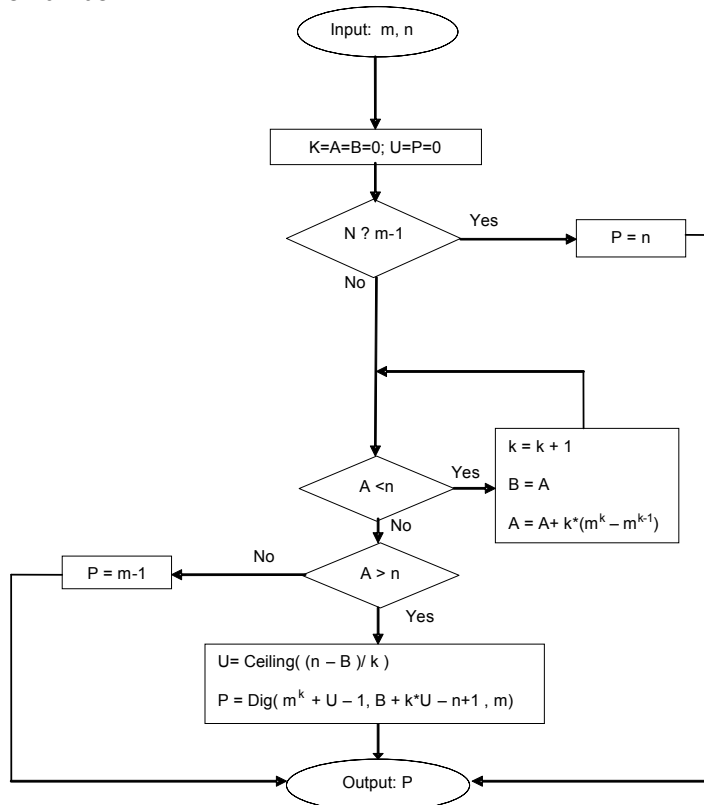 Input: m, n
K=A=B=0; U=P=0
N ? m-1
Yes
P = n
No
k = k + 1
B = A
A = A+ k*(m^k – m^k-1)
A <n
Yes
No
A > n
No
P = m-1
Yes
U= Ceiling( (n – B )/ k )
P = Dig( m^k + U – 1, B + k*U – n+1 , m)
Output: P